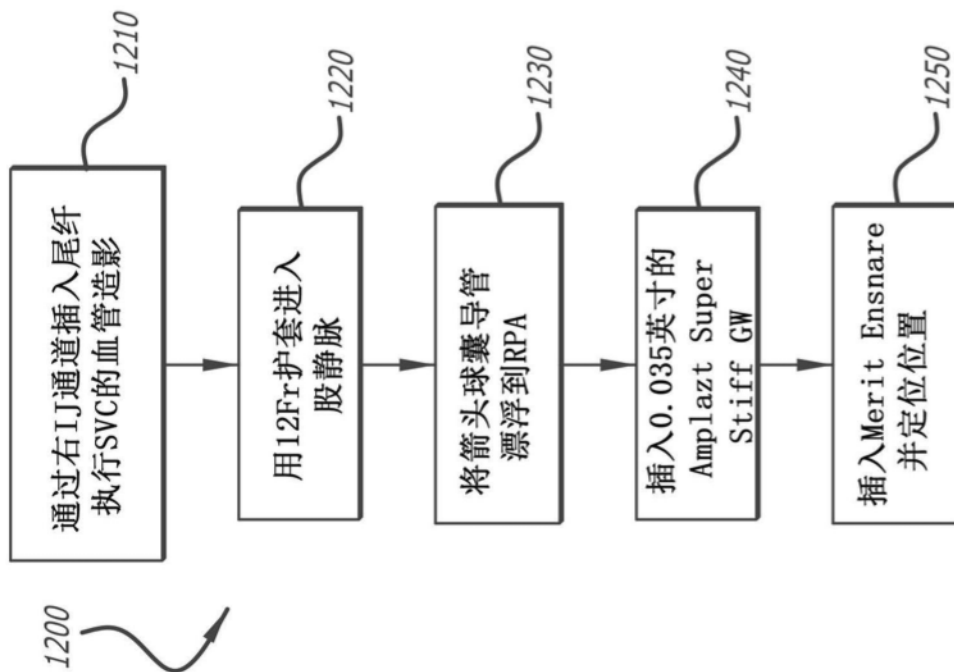 1200
通过右IJ通道插入尾纤
执行SVC的血管造影
1210
用12Fr护套进入
股静脉
1220
将箭头球囊导管
漂浮到RPA
1230
插入0.035英寸的
Amplazt Super
Stiff GW
1240
插入Merit Ensnare
并定位位置
1250